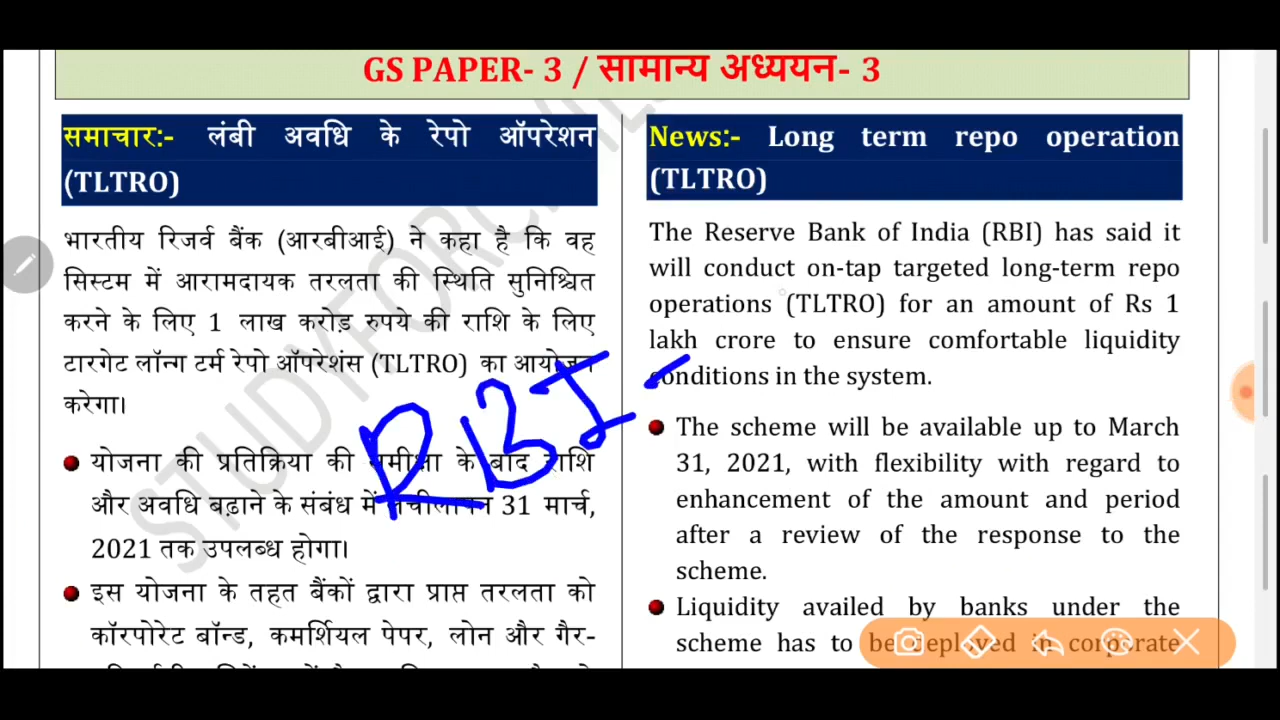 GS PAPER- 3 / सामान्य अध्ययन- 3
समाचारः- लंबी अवधि के रेपो ऑपरेशन
(TLTRO)
भारतीय रिजर्व बैंक (आरबीआई) ने कहा है कि वह
सिस्टम में आरामदायक तरलता की स्थिति सुनिश्चित
करने के लिए 1 लाख करोड़ रुपये की राशि के लिए
टारगेट लॉन्ग टर्म रेपो ऑपरेशंस (TLTRO) का आयोजन
करेगा।
योजना की प्रतिक्रिया की समीक्षा के बाद राशि
और अवधि बढ़ाने के संबंध में 31 मार्च,
2021 तक उपलब्ध होगा।
इस योजना के तहत बैंकों द्वारा प्राप्त तरलता को
कॉरपोरेट बॉन्ड, कमर्शियल पेपर, लोन और गैर-
RBI-
News:- Long term repo operation
(TLTRO)
The Reserve Bank of India (RBI) has said it
will conduct on-tap targeted long-term repo
operations (TLTRO) for an amount of Rs 1
lakh crore to ensure comfortable liquidity
conditions in the system.
The scheme will be available up to March
31, 2021, with flexibility with regard to
enhancement of the amount and period
after a review of the response to the
scheme.
Liquidity availed by banks under the
scheme has to be deployed in corporate